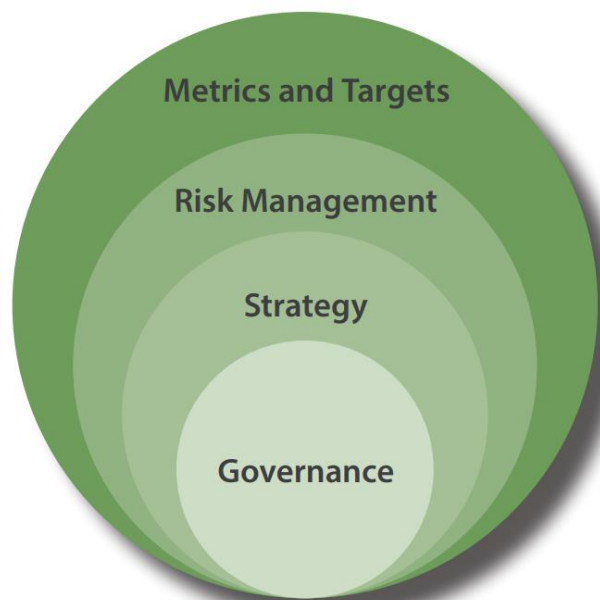 Metrics and Targets
Risk Management
Strategy
Governance